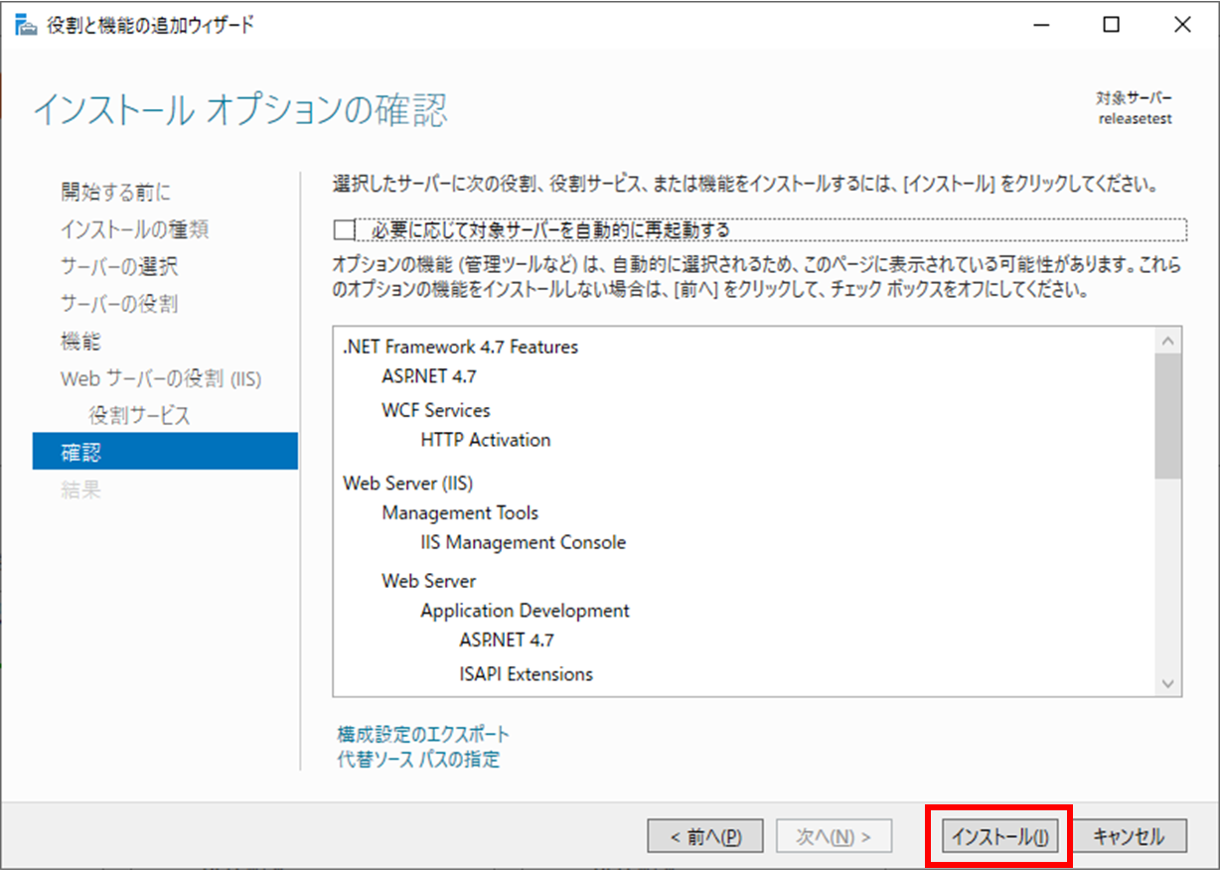 役割と機能の追加ウィザード
インストール オプションの確認
対象サーバー
releasetest
開始する前に
インストールの種類
サーバーの選択
サーバーの役割
機能
Web サーバーの役割 (IIS)
役割サービス
確認
結果
選択したサーバーに次の役割、役割サービス、または機能をインストールするには、[インストール] をクリックしてください。
必要に応じて対象サーバーを自動的に再起動する
オプションの機能 (管理ツールなど) は、自動的に選択されるため、このページに表示されている可能性があります。これら
のオプションの機能をインストールしない場合は、[前へ] をクリックして、チェック ボックスをオフにしてください。
.NET Framework 4.7 Features
ASP.NET 4.7
WCF Services
HTTP Activation
Web Server (IIS)
Management Tools
IIS Management Console
Web Server
Application Development
ASP.NET 4.7
ISAPI Extensions
構成設定のエクスポート
代替ソース パスの指定
< 前へ(P)
次へ(N) >
インストール(I)
キャンセル